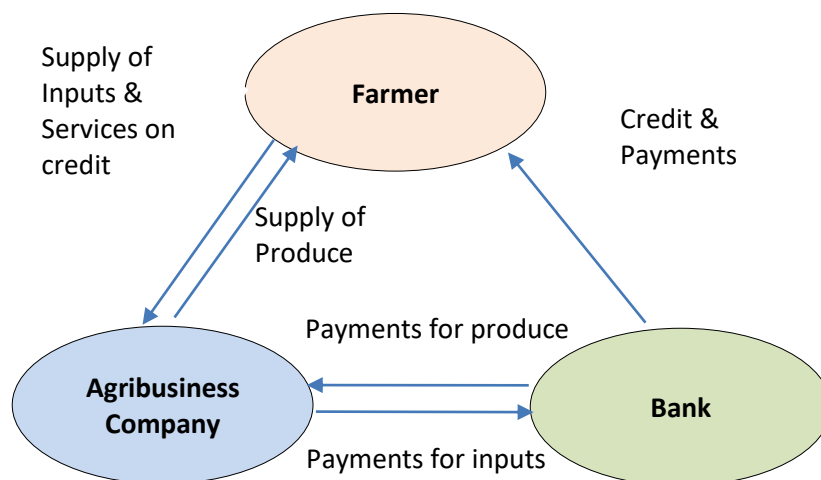 Supply of
Inputs &
Services on
credit
Farmer
Credit &
Payments
Supply of
Produce
Payments for produce
Agribusiness
Company
Bank
Payments for inputs